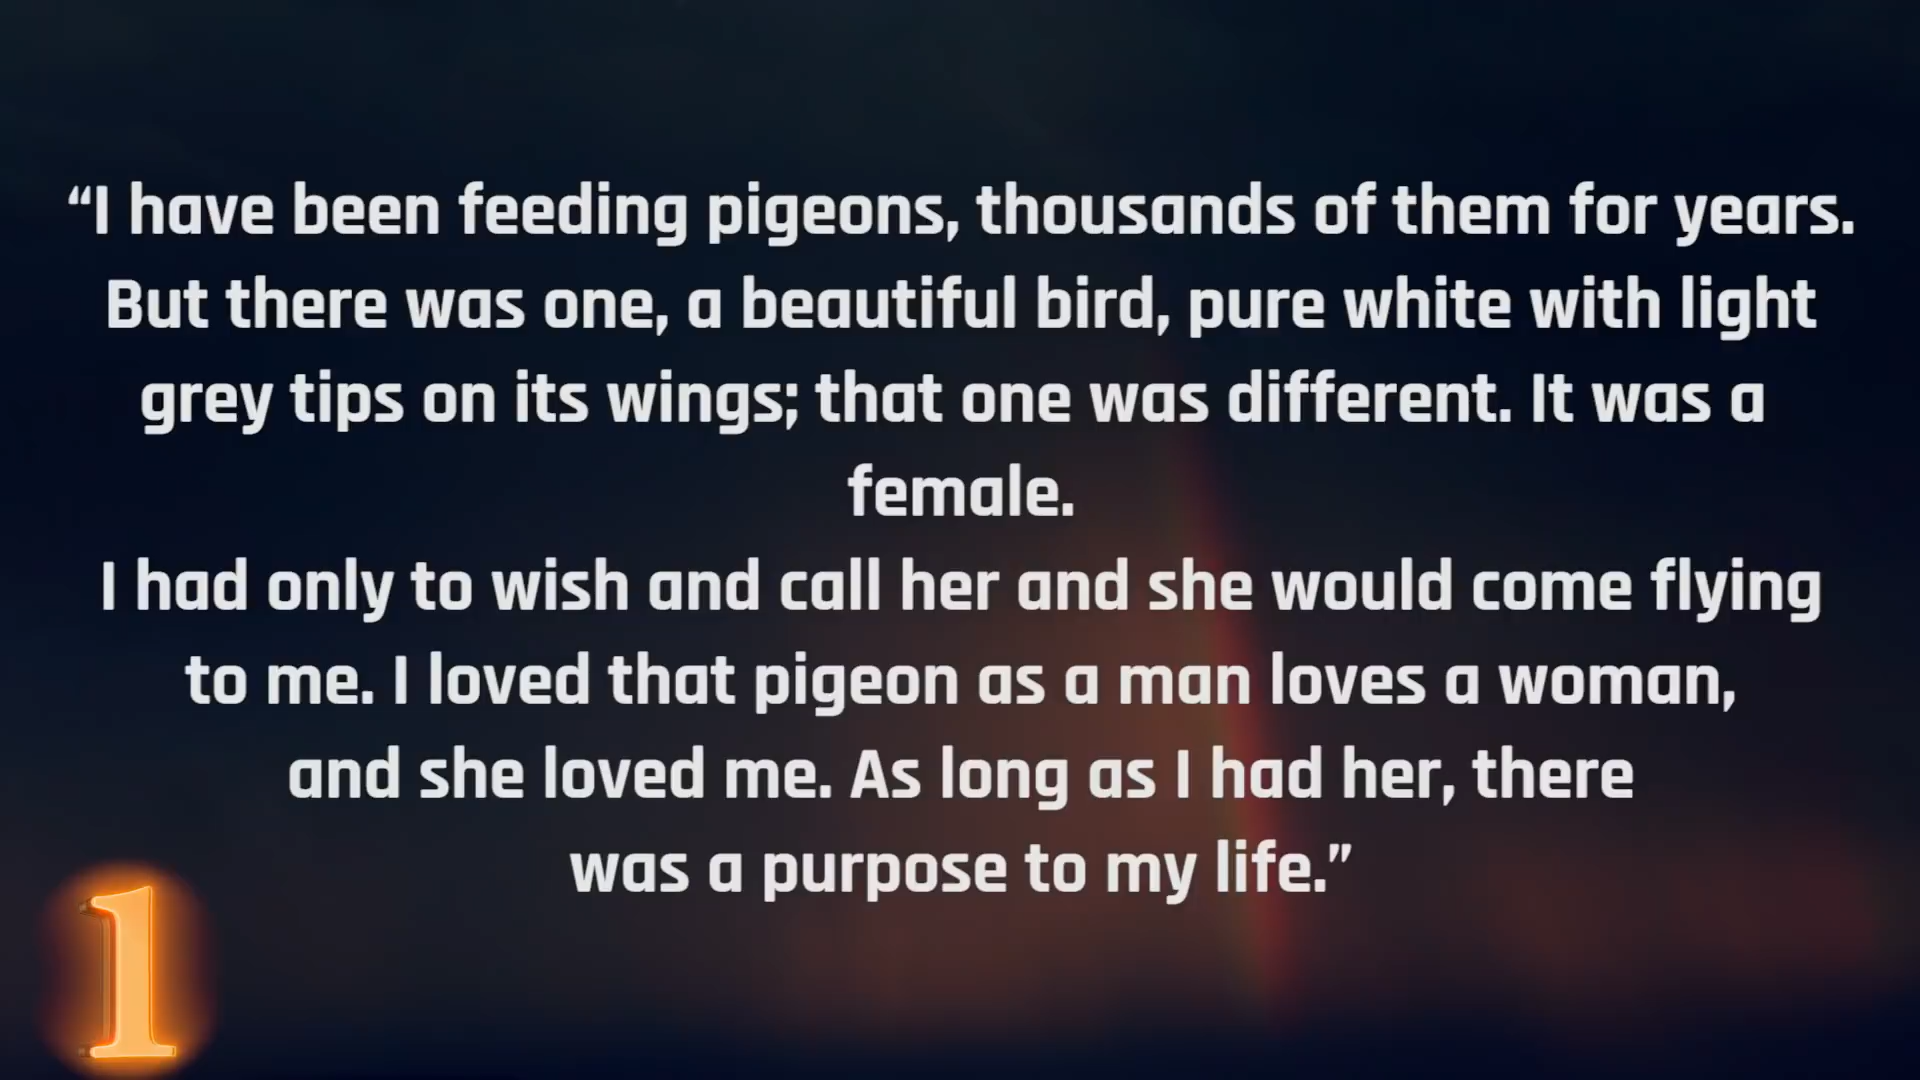 “I have been feeding pigeons, thousands of them for years.
But there was one, a beautiful bird, pure white with light
grey tips on its wings; that one was different. It was a
female.
I had only to wish and call her and she would come flying
to me. I loved that pigeon as a man loves a woman,
and she loved me. As long as I had her, there
was a purpose to my life.”
1